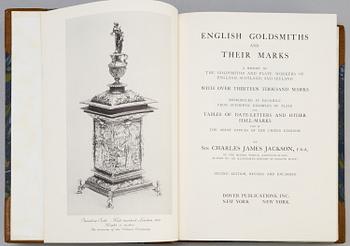 ENGLISH GOLDSMITHS
AND
THEIR MARKS
A HISTORY OF
THE GOLDSMITHS AND PLATE WORKERS OF
ENGLAND, SCOTLAND, AND IRELAND
WITH OVER THIRTEEN THOUSAND MARKS
REPRODUCED IN FACSIMILE
FROM AUTHENTIC EXAMPLES OF PLATE
AND
TABLES OF DATE-LETTERS AND OTHER
HALL-MARKS
USED IN
THE ASSAY OFFICES OF THE UNITED KINGDOM
BY
SIR CHARLES JAMES JACKSON, F.S.A.
SECOND EDITION, REVISED AND ENLARGED
DOVER PUBLICATIONS, INC.
NEW YORK NEW YORK